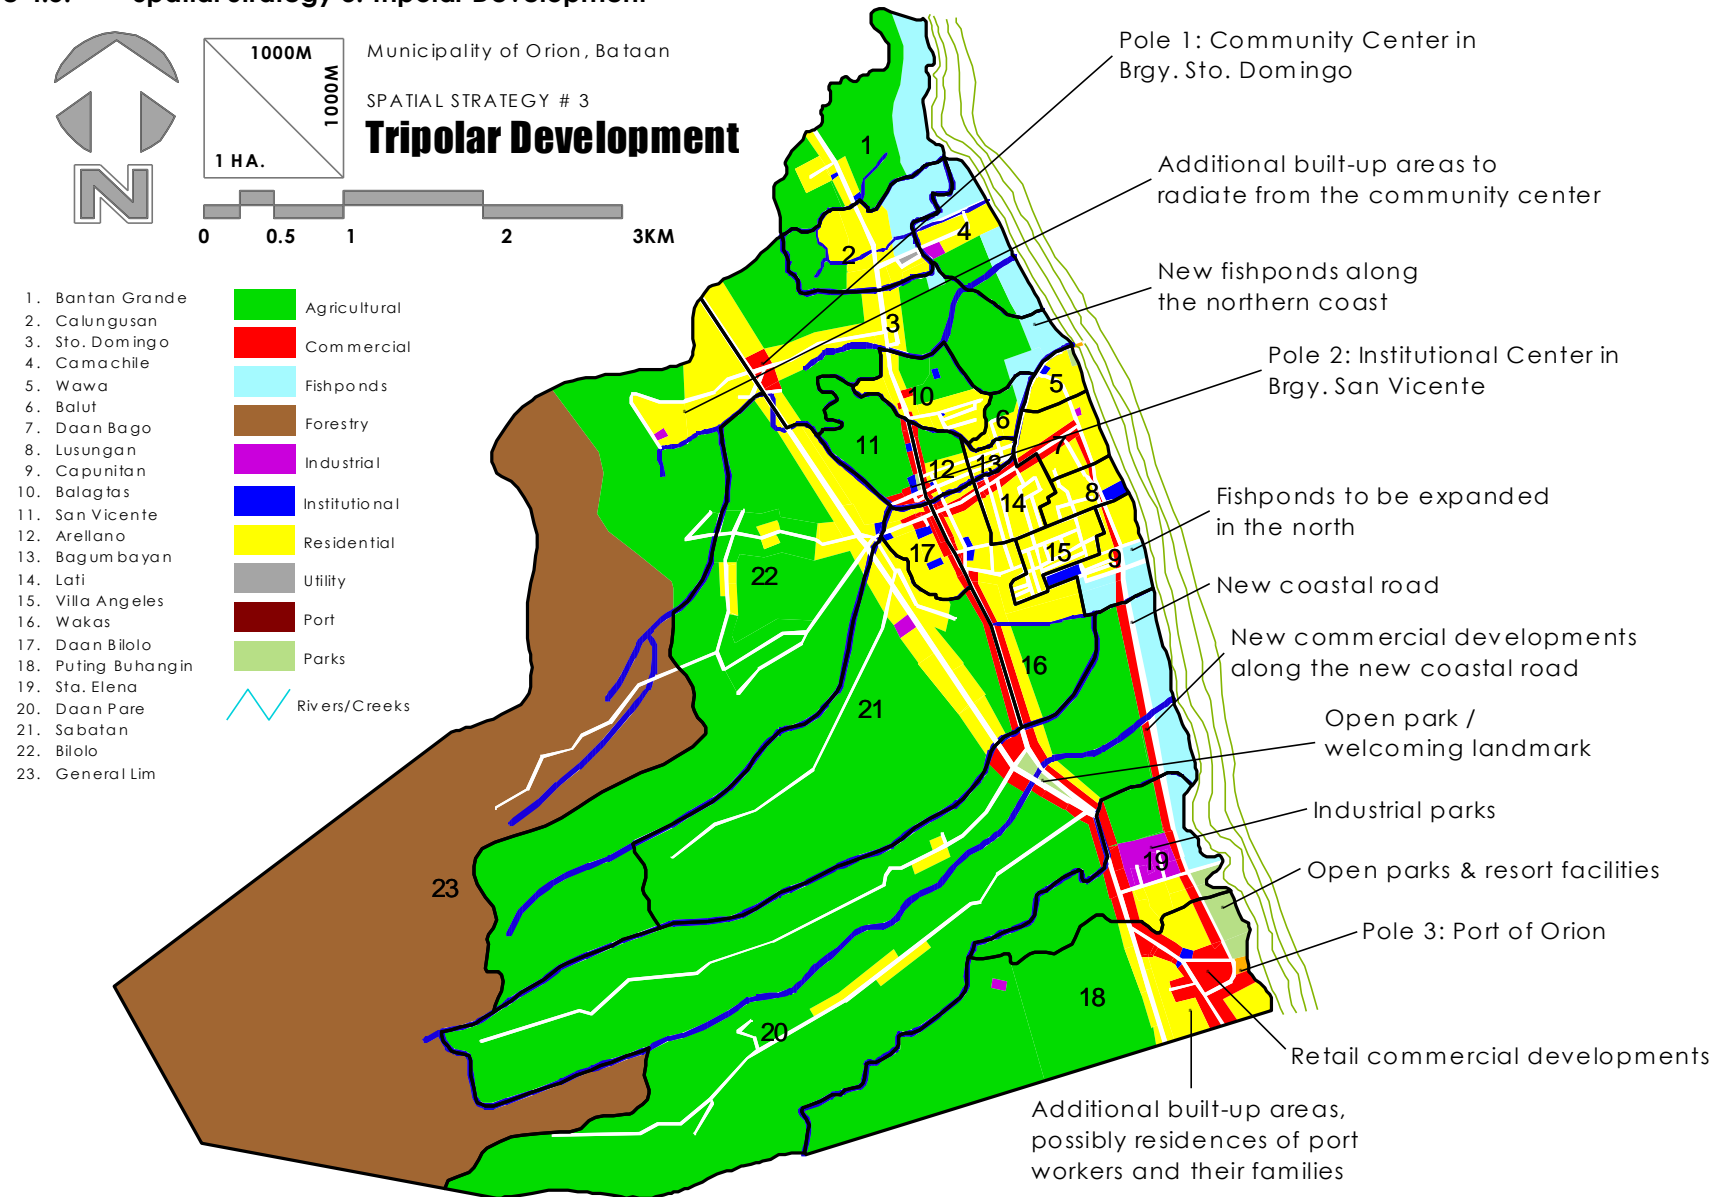 Spatial Strategy 3: Tripolar Development
1000M
1000M
1 HA.
Municipality of Orion, Bataan
SPATIAL STRATEGY # 3
Tripolar Development
N
0 0.5 1 2 3KM
1. Bantan Grande
2. Calungusan
3. Sto. Domingo
4. Camachile
5. Wawa
6. Balut
7. Daan Bago
8. Lusungan
9. Capunitan
10. Balagtas
11. San Vicente
12. Arellano
13. Bagumbayan
14. Lati
15. Villa Angeles
16. Wakas
17. Daan Bilolo
18. Puting Buhangin
19. Sta. Elena
20. Daan Pare
21. Sabatan
22. Bilolo
23. General Lim
Agricultural
Commercial
Fishponds
Forestry
Industrial
Institutional
Residential
Utility
Port
Parks
Rivers/Creeks
Pole 1: Community Center in
Brgy. Sto. Domingo
Additional built-up areas to
radiate from the community center
New fishponds along
the northern coast
Pole 2: Institutional Center in
Brgy. San Vicente
Fishponds to be expanded
in the north
New coastal road
New commercial developments
along the new coastal road
Open park /
welcoming landmark
Industrial parks
Open parks & resort facilities
Pole 3: Port of Orion
Retail commercial developments
Additional built-up areas,
possibly residences of port
workers and their families
1
2
3
4
5
6
7
8
9
10
11
12
13
14
15
16
17
18
19
20
21
22
23